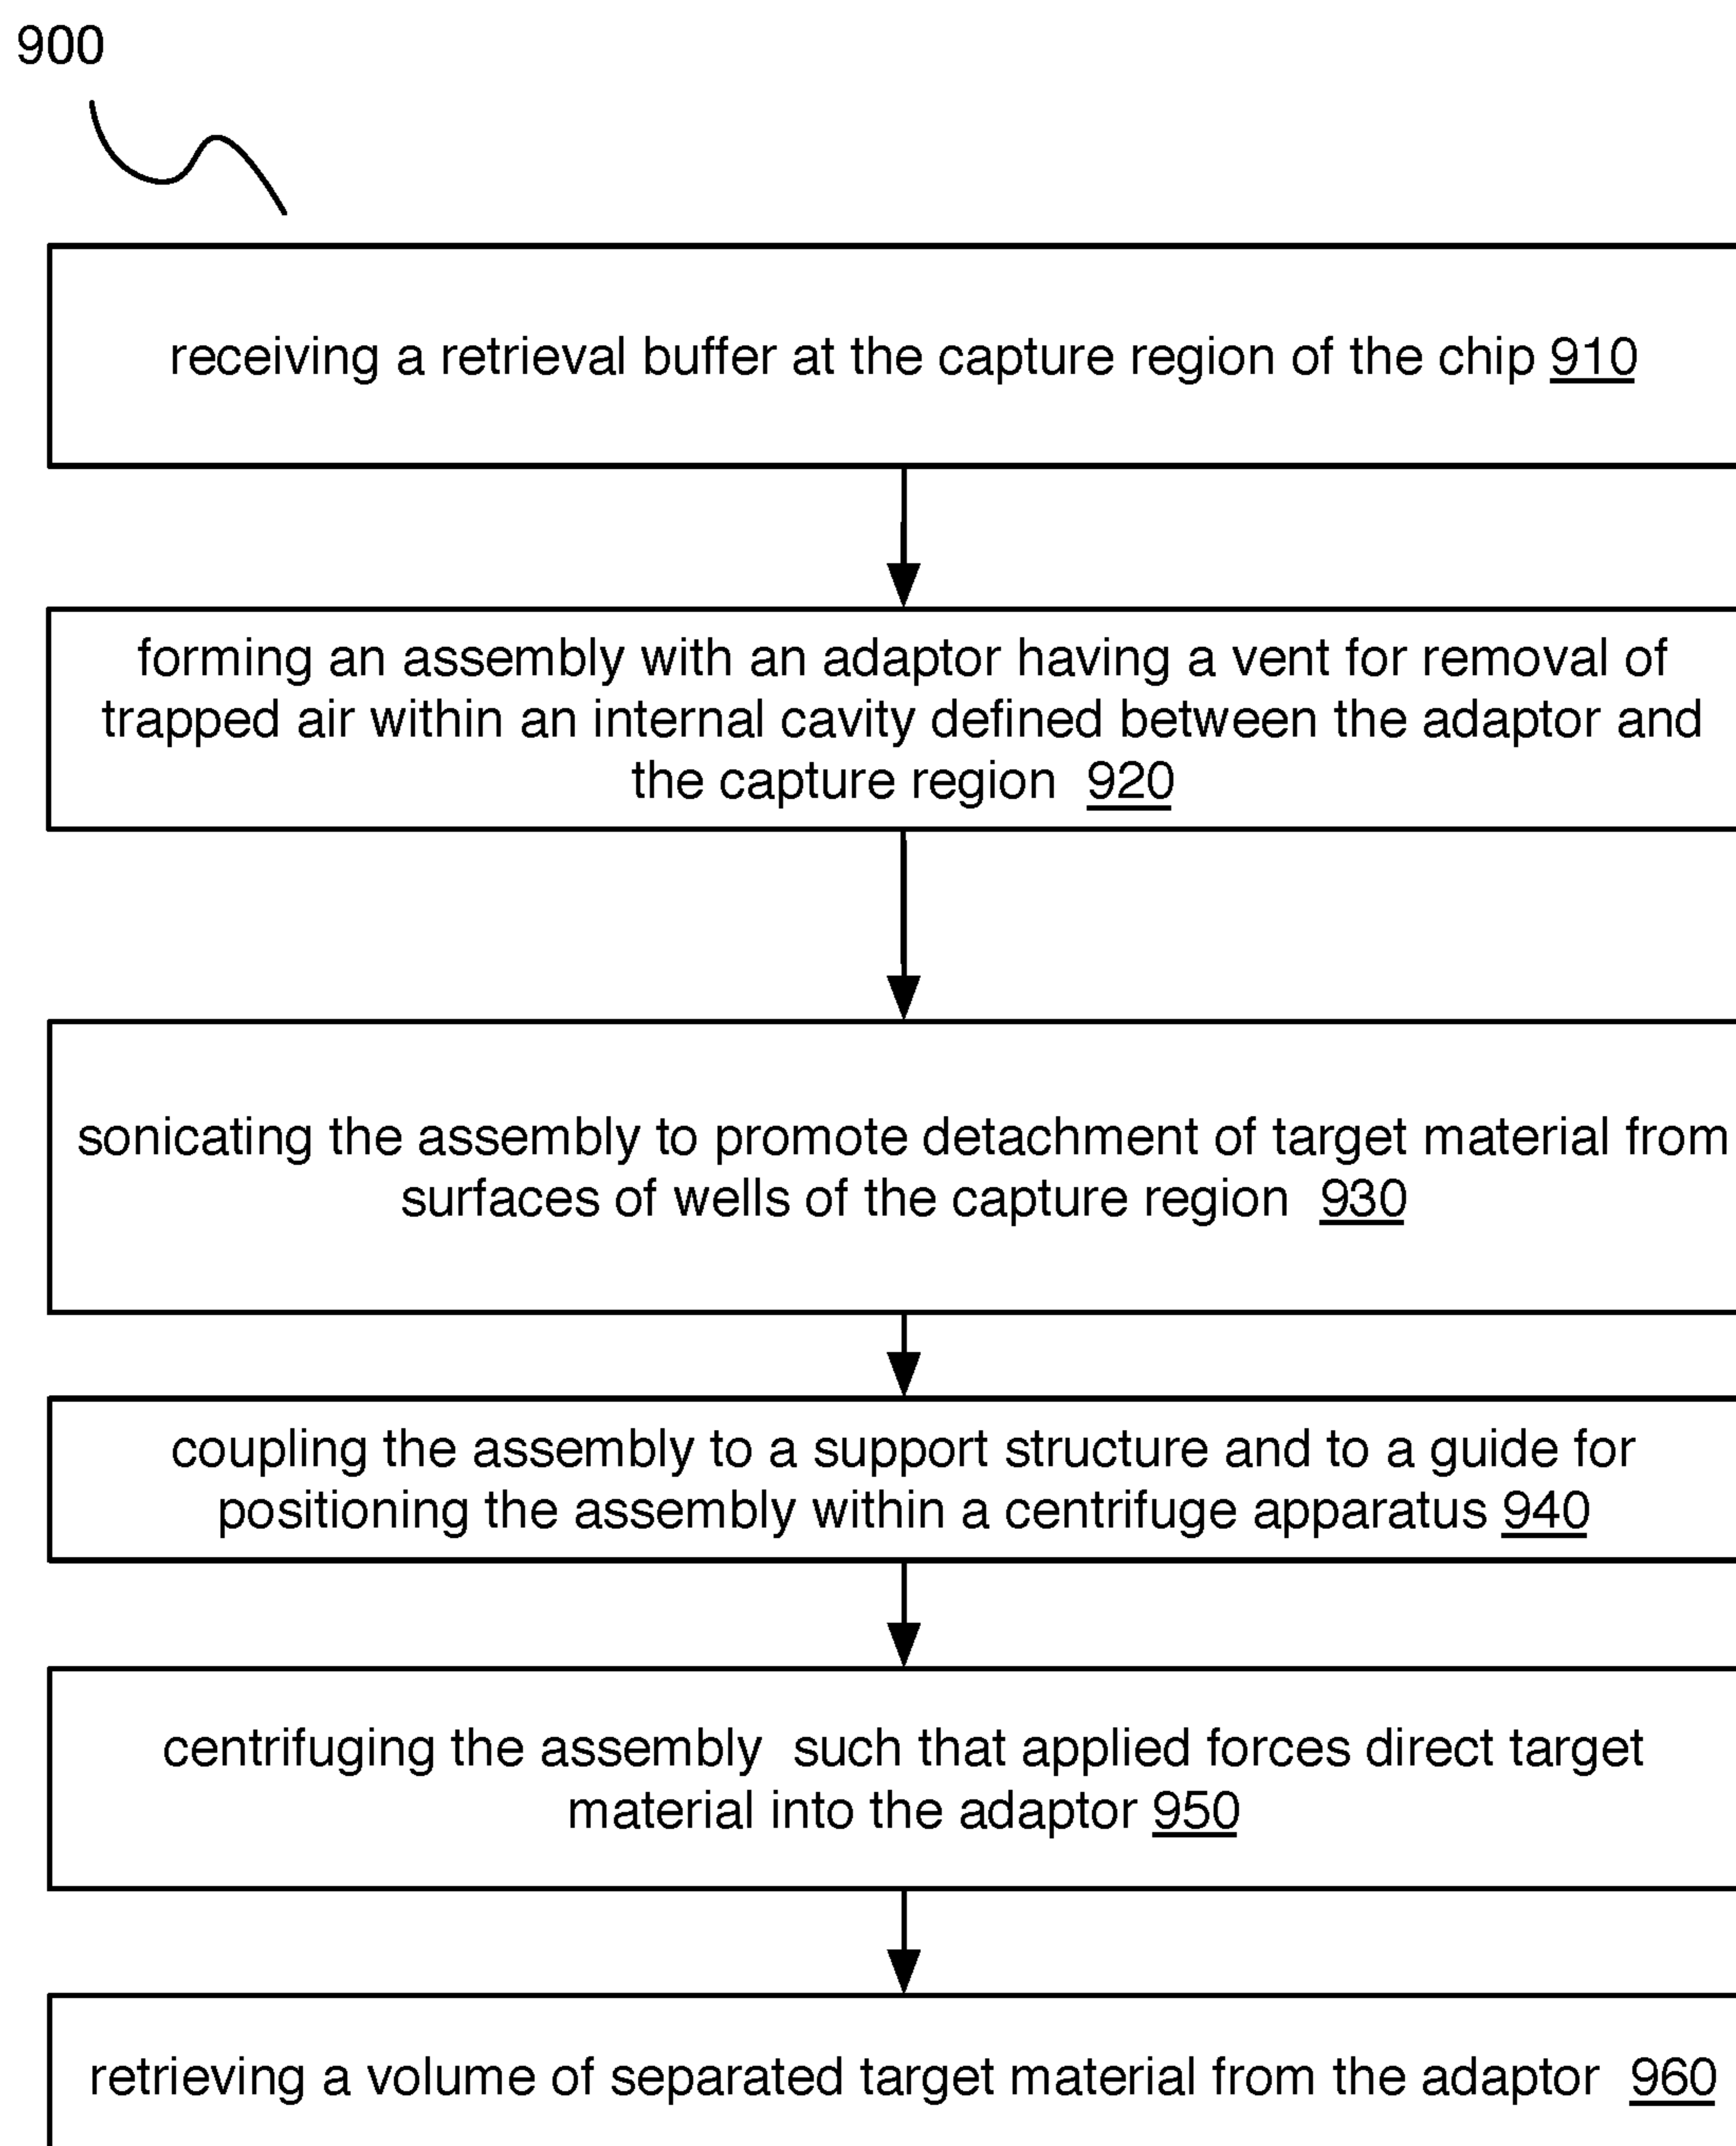 900
receiving a retrieval buffer at the capture region of the chip 910
forming an assembly with an adaptor having a vent for removal of
trapped air within an internal cavity defined between the adaptor and
the capture region 920
sonicating the assembly to promote detachment of target material from
surfaces of wells of the capture region 930
coupling the assembly to a support structure and to a guide for
positioning the assembly within a centrifuge apparatus 940
centrifuging the assembly such that applied forces direct target
material into the adaptor 950
retrieving a volume of separated target material from the adaptor 960